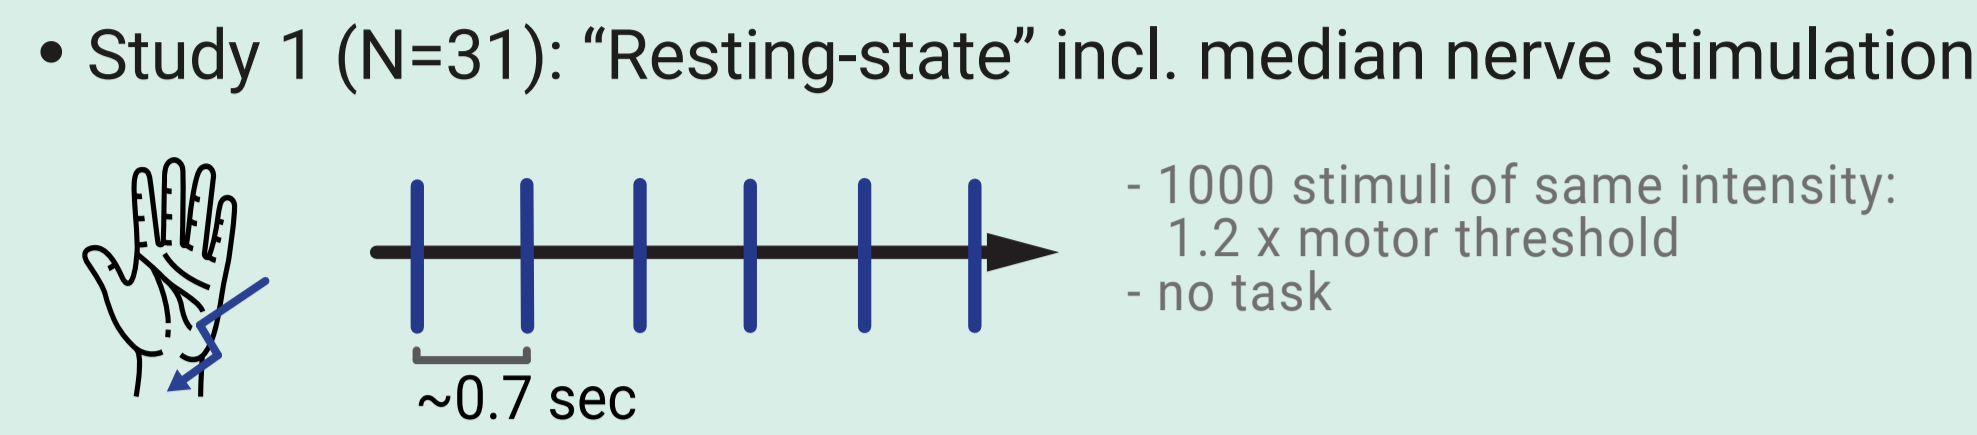 • Study 1 (N=31): “Resting-state” incl. median nerve stimulation
- 1000 stimuli of same intensity:
1.2 x motor threshold
- no task
~0.7 sec